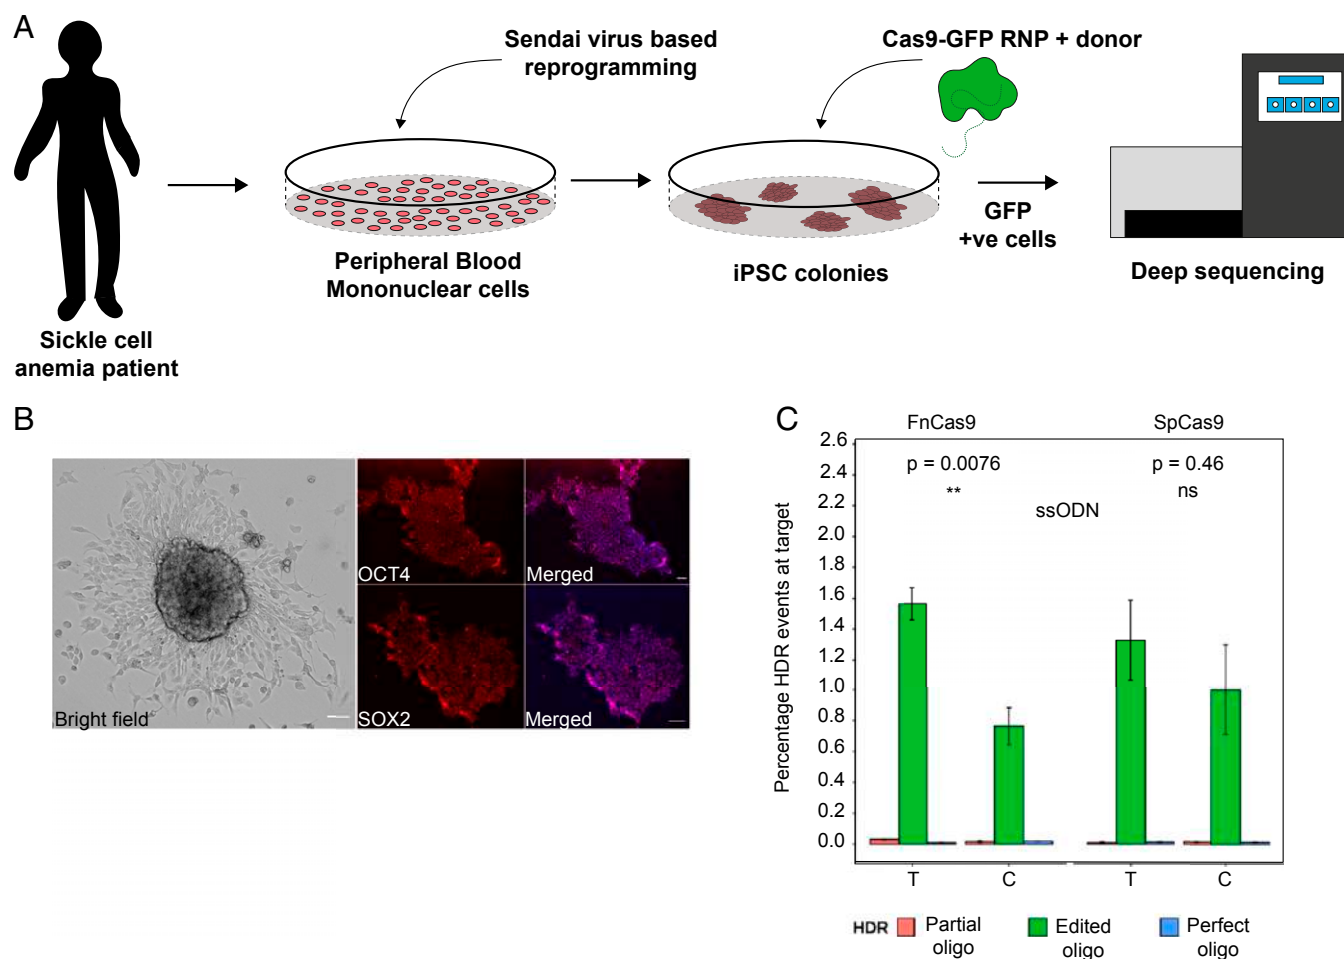 A
Sendai virus based
reprogramming
Cas9-GFP RNP + donor
GFP
+ve cells
Peripheral Blood
Mononuclear cells
iPSC colonies
Deep sequencing
Sickle cell
anemia patient
B
OCT4
Merged
Bright field
SOX2
Merged
C
FnCas9
SpCas9
p = 0.0076
**
p = 0.46
ns
ssODN
Percentage HDR events at target
2.6
2.4
2.2
2.0
1.8
1.6
1.4
1.2
1.0
0.8
0.6
0.4
0.2
0.0
T
C
T
C
HDR
Partial
oligo
Edited
oligo
Perfect
oligo